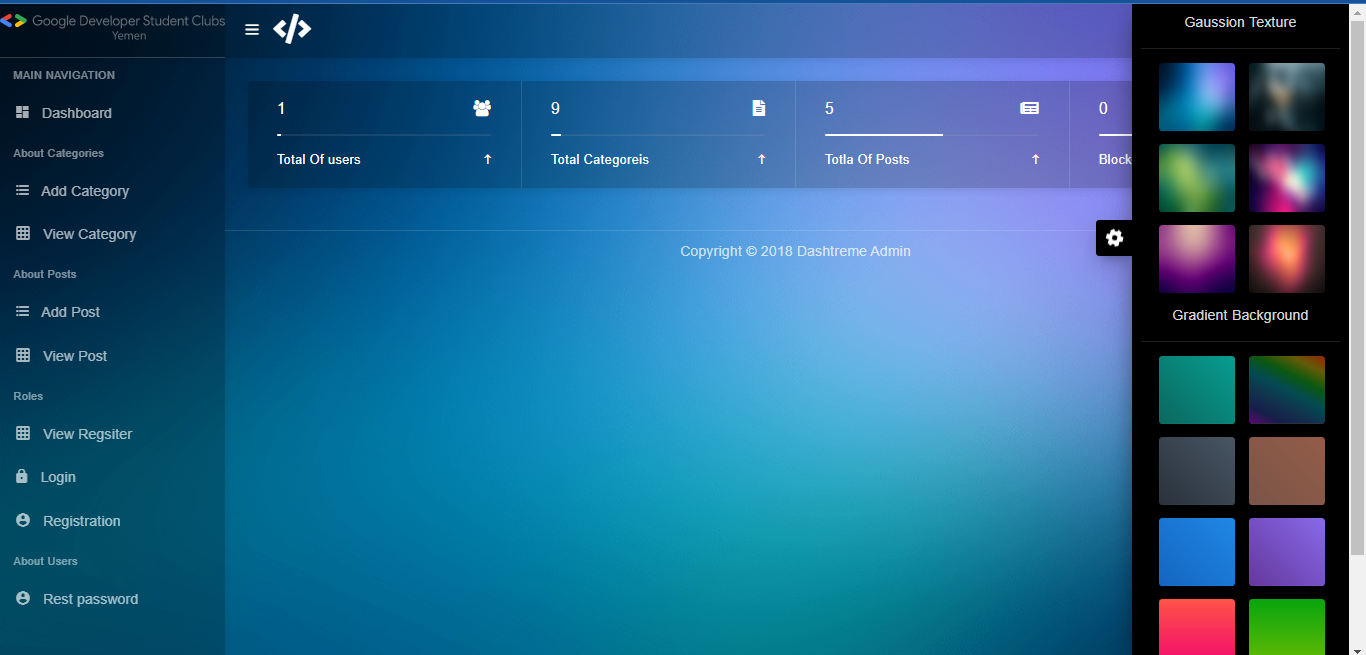 Google Developer Student Clubs
Yemen
MAIN NAVIGATION
Dashboard
About Categories
Add Category
View Category
About Posts
Add Post
View Post
Roles
View Regsiter
Login
Registration
About Users
Rest password
1
Total Of users
9
Total Categoreis
5
Totla Of Posts
0
Block
Copyright © 2018 Dashtreme Admin
Gaussion Texture
Gradient Background